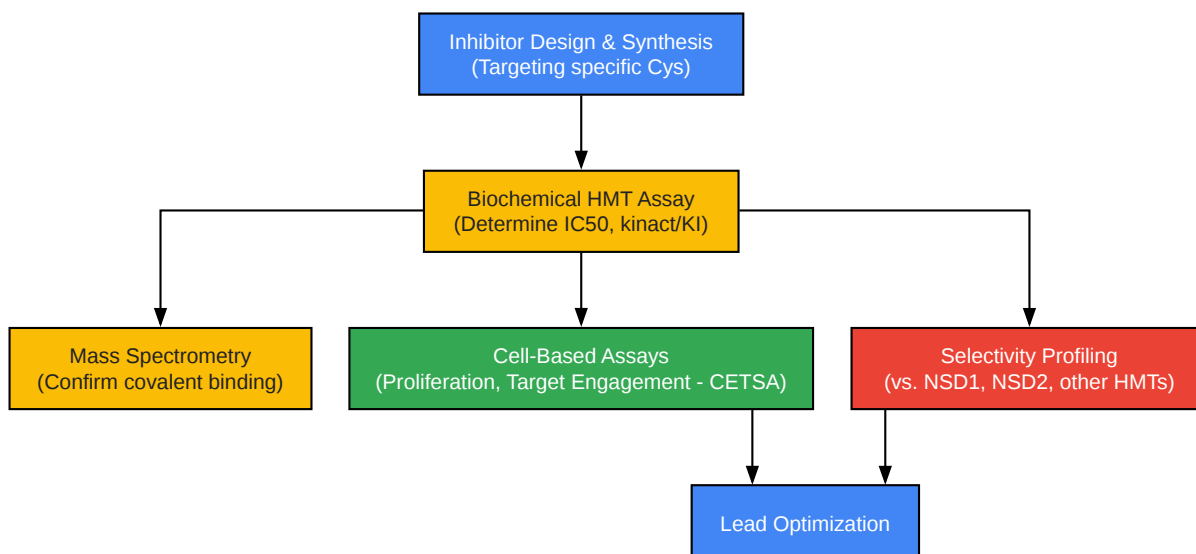 Inhibitor Design & Synthesis
(Targeting specific Cys)
Biochemical HMT Assay
(Determine IC50, kinact/KI)
Mass Spectrometry
(Confirm covalent binding)
Cell-Based Assays
(Proliferation, Target Engagement - CETSA)
Selectivity Profiling
(vs. NSD1, NSD2, other HMTs)
Lead Optimization